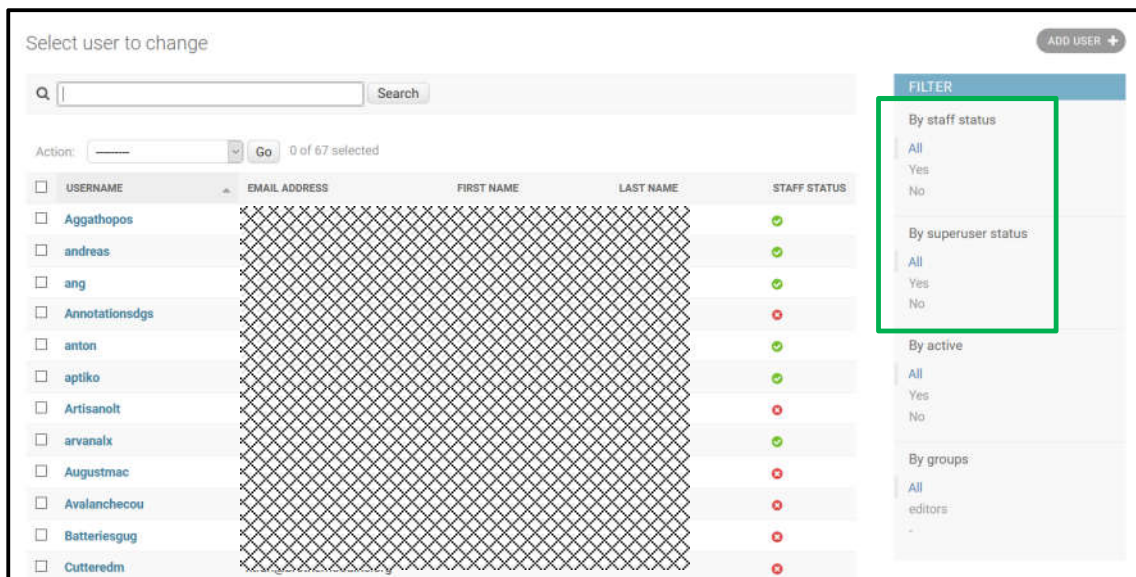 Select user to change
ADD USER +
Search
Action: --------- Go 0 of 67 selected
USERNAME EMAIL ADDRESS FIRST NAME LAST NAME STAFF STATUS
Aggathopos
andreas
ang
Annotationsdgs
anton
aptiko
Artisanolt
arvanalx
Augustmac
Avalanchecou
Batteriesgug
Cutteredm
FILTER
By staff status
All
Yes
No
By superuser status
All
Yes
No
By active
All
Yes
No
By groups
All
editors
-